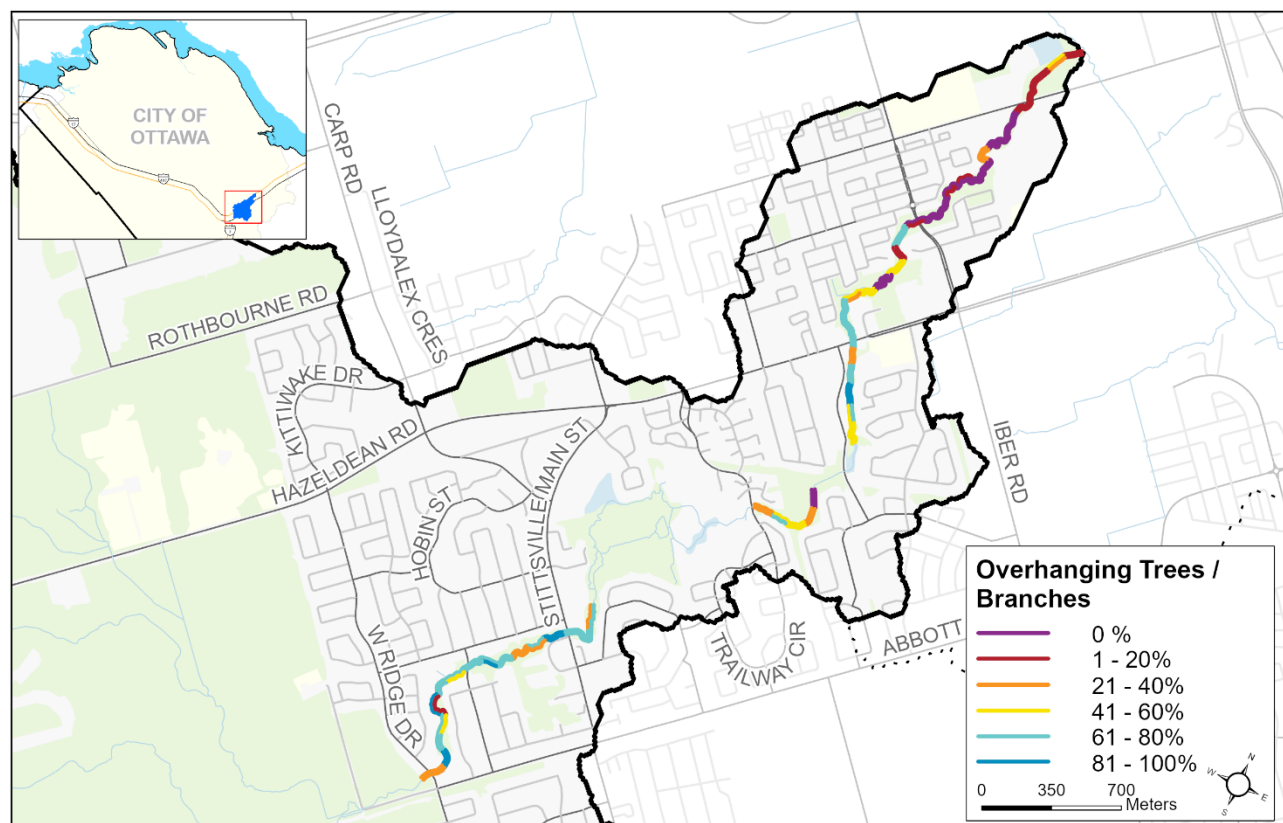 CITY OF
OTTAWA
CARP RD
LLOYDALEX CRES
ROTHBOURNE RD
KITTIWAKE DR
HAZELDEAN RD
HOBIN ST
STITTSVILLE MAIN ST
W RIDGE DR
TRAILWAY CIR
IBER RD
ABBOTT
Overhanging Trees /
Branches
0 %
1 - 20%
21 - 40%
41 - 60%
61 - 80%
81 - 100%
0 350 700
Meters
N
W
E
S